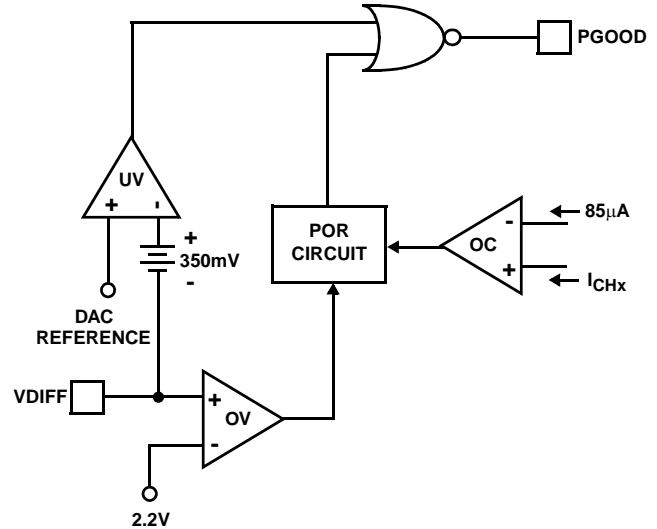 PGOOD
UV
+ -
+
350mV
-
DAC
REFERENCE
POR
CIRCUIT
- 85μA
OC
+ ICHx
VDIFF
+
OV
-
2.2V